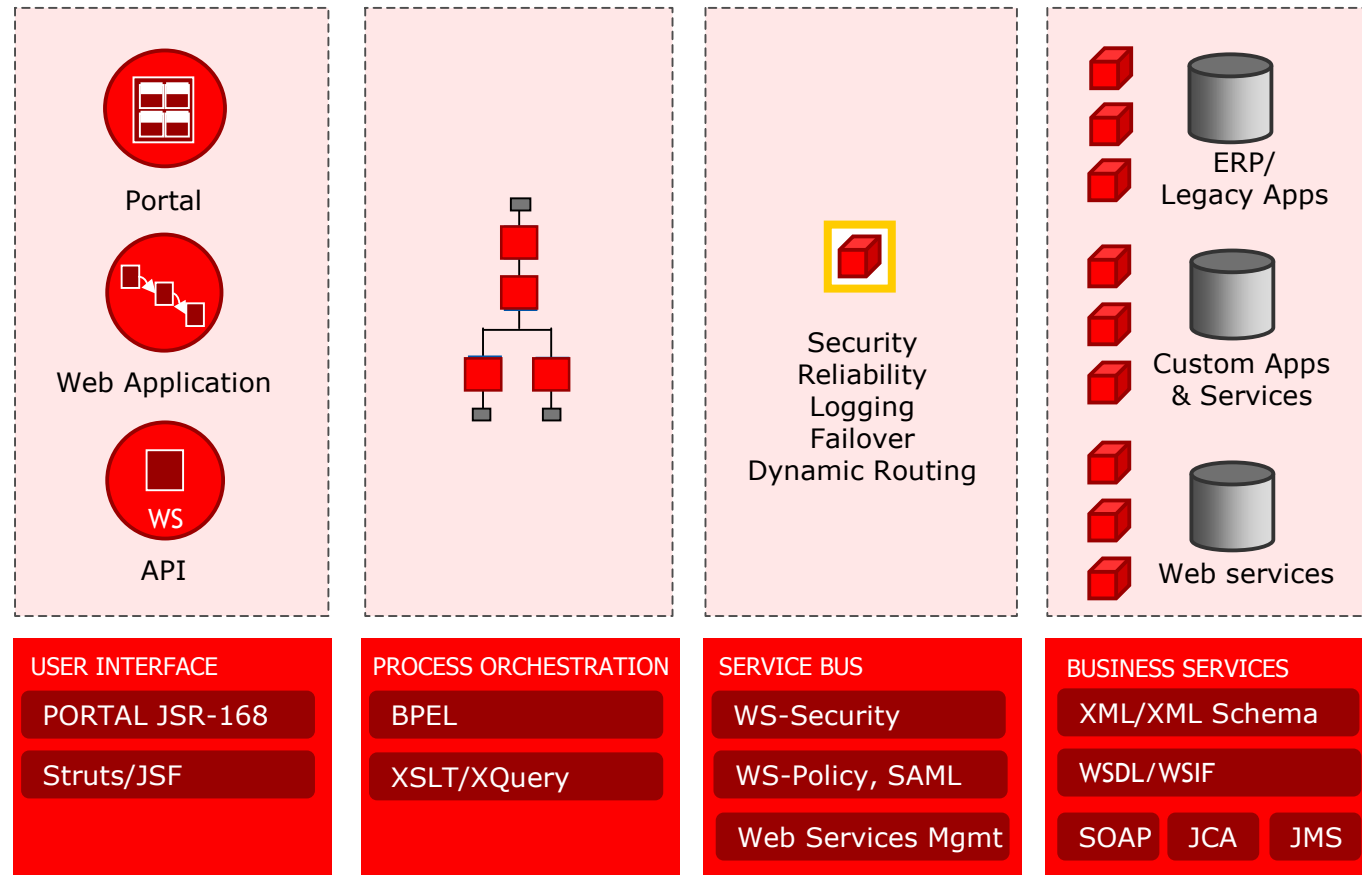 Portal
Web Application
WS
API
Security
Reliability
Logging
Failover
Dynamic Routing
ERP/
Legacy Apps
Custom Apps
& Services
Web services
USER INTERFACE
PORTAL JSR-168
Struts/JSF
PROCESS ORCHESTRATION
BPEL
XSLT/XQuery
SERVICE BUS
WS-Security
WS-Policy, SAML
Web Services Mgmt
BUSINESS SERVICES
XML/XML Schema
WSDL/WSIF
SOAP JCA JMS